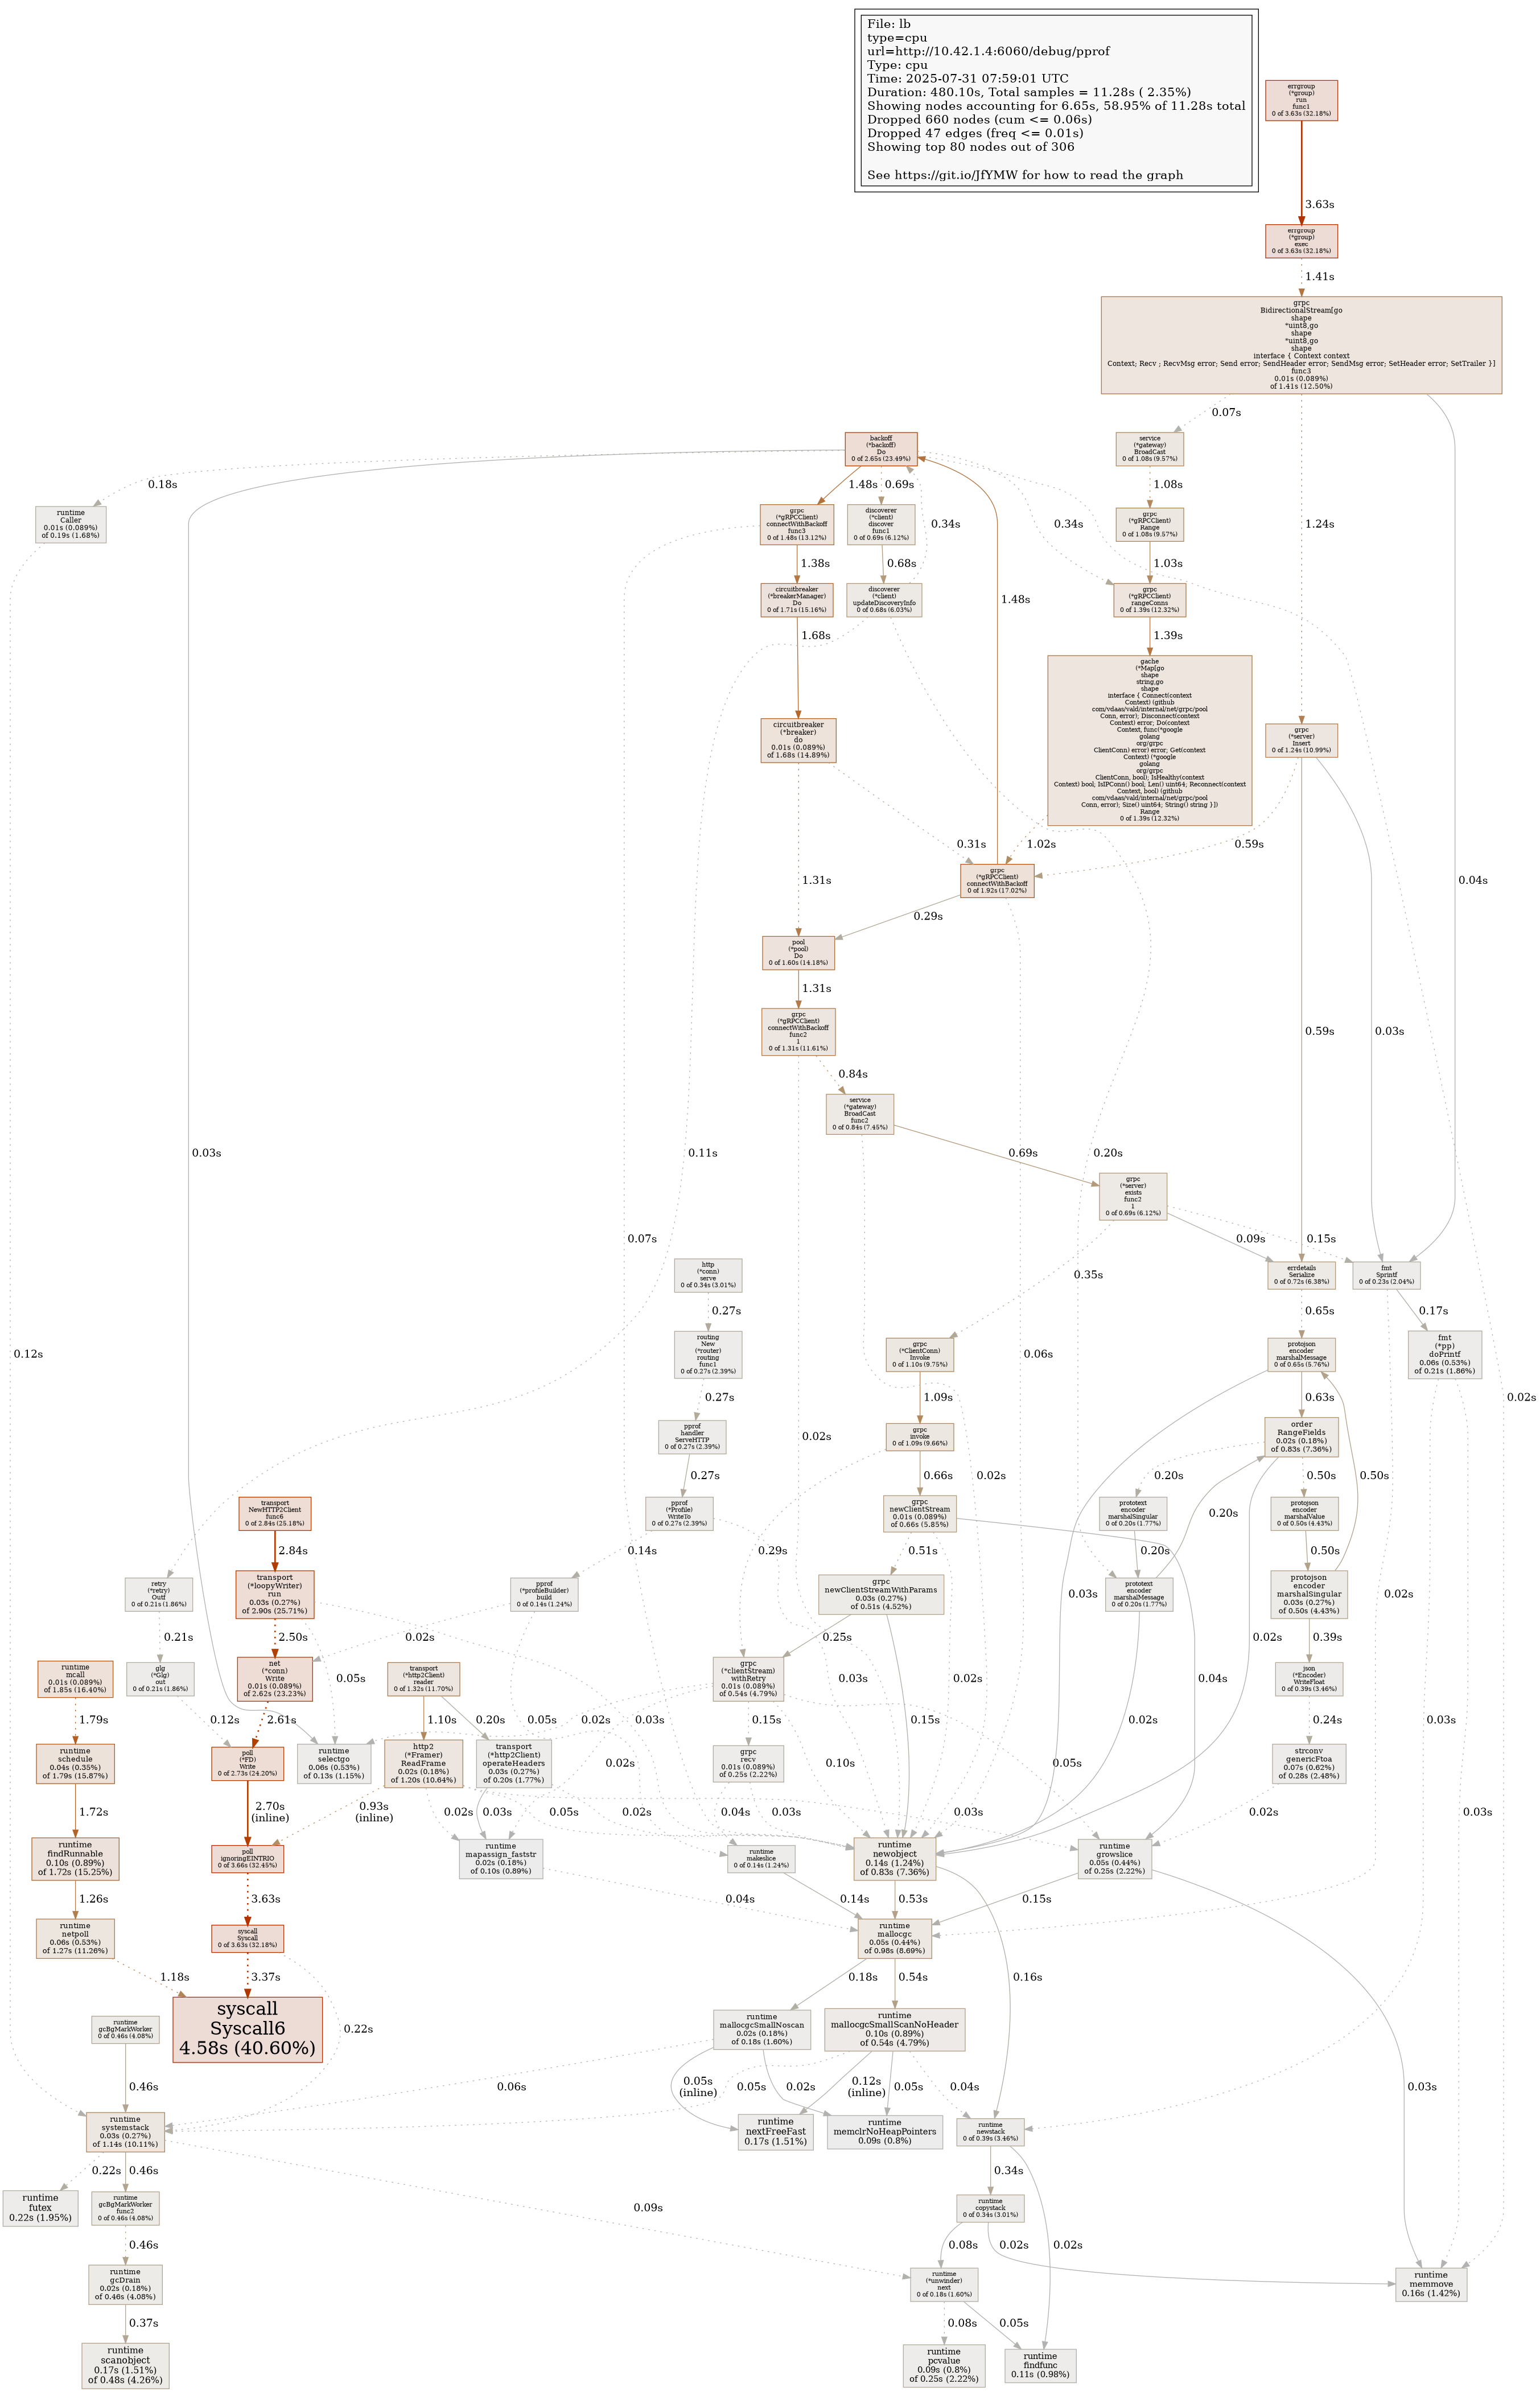 File: lb
type=cpu
url=http://10.42.1.4:6060/debug/pprof
Type: cpu
Time: 2025-07-31 07:59:01 UTC
Duration: 480.10s, Total samples = 11.28s ( 2.35%)
Showing nodes accounting for 6.65s, 58.95% of 11.28s total
Dropped 660 nodes (cum <= 0.06s)
Dropped 47 edges (freq <= 0.01s)
Showing top 80 nodes out of 306
See https://git.io/JfYMW for how to read the graph
errgroup
(*group)
run
func1
0 of 3.63s (32.18%)
3.63s
errgroup
(*group)
exec
0 of 3.63s (32.18%)
1.41s
grpc
BidirectionalStream[go
shape
*uint8,go
shape
*uint8,go
shape
interface { Context context
Context; Recv ; RecvMsg error; Send error; SendHeader error; SendMsg error; SetHeader error; SetTrailer }]
func3
0.01s (0.089%)
of 1.41s (12.50%)
0.07s
1.24s
0.04s
backoff
(*backoff)
Do
0 of 2.65s (23.49%)
service
(*gateway)
BroadCast
0 of 1.08s (9.57%)
0.18s
1.48s
0.69s
0.34s
0.34s
1.08s
runtime
Caller
0.01s (0.089%)
of 0.19s (1.68%)
grpc
(*gRPCClient)
connectWithBackoff
func3
0 of 1.48s (13.12%)
discoverer
(*client)
discover
func1
0 of 0.69s (6.12%)
grpc
(*gRPCClient)
Range
0 of 1.08s (9.57%)
1.38s
0.68s
1.03s
circuitbreaker
(*breakerManager)
Do
0 of 1.71s (15.16%)
discoverer
(*client)
updateDiscoveryInfo
0 of 0.68s (6.03%)
grpc
(*gRPCClient)
rangeConns
0 of 1.39s (12.32%)
1.48s
1.68s
1.39s
gache
(*Map[go
shape
string,go
shape
interface { Connect(context
Context) (github
com/vdaas/vald/internal/net/grpc/pool
Conn, error); Disconnect(context
Context) error; Do(context
Context, func(*google
golang
org/grpc
ClientConn) error) error; Get(context
Context) (*google
golang
org/grpc
ClientConn, bool); IsHealthy(context
Context) bool; IsIPConn() bool; Len() uint64; Reconnect(context
Context, bool) (github
com/vdaas/vald/internal/net/grpc/pool
Conn, error); Size() uint64; String() string }])
Range
0 of 1.39s (12.32%)
circuitbreaker
(*breaker)
do
0.01s (0.089%)
of 1.68s (14.89%)
grpc
(*server)
Insert
0 of 1.24s (10.99%)
1.31s
0.31s
1.02s
0.59s
grpc
(*gRPCClient)
connectWithBackoff
0 of 1.92s (17.02%)
0.29s
pool
(*pool)
Do
0 of 1.60s (14.18%)
1.31s
grpc
(*gRPCClient)
connectWithBackoff
func2
1
0 of 1.31s (11.61%)
0.59s
0.03s
0.84s
service
(*gateway)
BroadCast
func2
0 of 0.84s (7.45%)
0.03s
0.11s
0.69s
0.20s
grpc
(*server)
exists
func2
1
0 of 0.69s (6.12%)
0.07s
0.09s
0.15s
0.35s
http
(*conn)
serve
0 of 0.34s (3.01%)
errdetails
Serialize
0 of 0.72s (6.38%)
fmt
Sprintf
0 of 0.23s (2.04%)
0.27s
0.65s
0.17s
routing
New
(*router)
routing
func1
0 of 0.27s (2.39%)
grpc
(*ClientConn)
Invoke
0 of 1.10s (9.75%)
protojson
encoder
marshalMessage
0 of 0.65s (5.76%)
fmt
(*pp)
doPrintf
0.06s (0.53%)
of 0.21s (1.86%)
0.12s
0.06s
0.27s
1.09s
0.63s
0.02s
pprof
handler
ServeHTTP
0 of 0.27s (2.39%)
grpc
invoke
0 of 1.09s (9.66%)
order
RangeFields
0.02s (0.18%)
of 0.83s (7.36%)
0.02s
0.27s
0.66s
0.02s
0.20s
0.50s
0.50s
transport
NewHTTP2Client
func6
0 of 2.84s (25.18%)
pprof
(*Profile)
WriteTo
0 of 0.27s (2.39%)
grpc
newClientStream
0.01s (0.089%)
of 0.66s (5.85%)
prototext
encoder
marshalSingular
0 of 0.20s (1.77%)
protojson
encoder
marshalValue
0 of 0.50s (4.43%)
0.20s
2.84s
0.14s
0.29s
0.51s
0.20s
0.50s
retry
(*retry)
Outf
0 of 0.21s (1.86%)
transport
(*loopyWriter)
run
0.03s (0.27%)
of 2.90s (25.71%)
pprof
(*profileBuilder)
build
0 of 0.14s (1.24%)
grpc
newClientStreamWithParams
0.03s (0.27%)
of 0.51s (4.52%)
prototext
encoder
marshalMessage
0 of 0.20s (1.77%)
protojson
encoder
marshalSingular
0.03s (0.27%)
of 0.50s (4.43%)
0.03s
0.02s
0.21s
2.50s
0.02s
0.25s
0.02s
0.39s
runtime
mcall
0.01s (0.089%)
of 1.85s (16.40%)
glg
(*Glg)
out
0 of 0.21s (1.86%)
net
(*conn)
Write
0.01s (0.089%)
of 2.62s (23.23%)
0.05s
transport
(*http2Client)
reader
0 of 1.32s (11.70%)
grpc
(*clientStream)
withRetry
0.01s (0.089%)
of 0.54s (4.79%)
0.03s
0.02s
0.04s
json
(*Encoder)
WriteFloat
0 of 0.39s (3.46%)
1.79s
0.12s
2.61s
1.10s
0.20s
0.05s
0.02s
0.03s
0.15s
0.15s
0.24s
runtime
schedule
0.04s (0.35%)
of 1.79s (15.87%)
poll
(*FD)
Write
0 of 2.73s (24.20%)
runtime
selectgo
0.06s (0.53%)
of 0.13s (1.15%)
http2
(*Framer)
ReadFrame
0.02s (0.18%)
of 1.20s (10.64%)
transport
(*http2Client)
operateHeaders
0.03s (0.27%)
of 0.20s (1.77%)
0.02s
grpc
recv
0.01s (0.089%)
of 0.25s (2.22%)
0.10s
0.05s
strconv
genericFtoa
0.07s (0.62%)
of 0.28s (2.48%)
0.03s
1.72s
2.70s
(inline)
0.93s
(inline)
0.02s
0.03s
0.05s
0.02s
0.04s
0.03s
0.03s
0.02s
0.03s
runtime
findRunnable
0.10s (0.89%)
of 1.72s (15.25%)
poll
ignoringEINTRIO
0 of 3.66s (32.45%)
runtime
mapassign_faststr
0.02s (0.18%)
of 0.10s (0.89%)
runtime
makeslice
0 of 0.14s (1.24%)
runtime
newobject
0.14s (1.24%)
of 0.83s (7.36%)
runtime
growslice
0.05s (0.44%)
of 0.25s (2.22%)
1.26s
3.63s
0.04s
0.14s
0.53s
0.15s
runtime
netpoll
0.06s (0.53%)
of 1.27s (11.26%)
syscall
Syscall
0 of 3.63s (32.18%)
runtime
mallocgc
0.05s (0.44%)
of 0.98s (8.69%)
1.18s
3.37s
0.18s
0.54s
0.16s
runtime
gcBgMarkWorker
0 of 0.46s (4.08%)
syscall
Syscall6
4.58s (40.60%)
0.22s
runtime
mallocgcSmallNoscan
0.02s (0.18%)
of 0.18s (1.60%)
runtime
mallocgcSmallScanNoHeader
0.10s (0.89%)
of 0.54s (4.79%)
0.46s
0.06s
0.05s
(inline)
0.05s
0.02s
0.12s
(inline)
0.05s
0.04s
0.03s
runtime
systemstack
0.03s (0.27%)
of 1.14s (10.11%)
runtime
nextFreeFast
0.17s (1.51%)
runtime
memclrNoHeapPointers
0.09s (0.8%)
runtime
newstack
0 of 0.39s (3.46%)
0.22s
0.46s
0.34s
runtime
futex
0.22s (1.95%)
runtime
gcBgMarkWorker
func2
0 of 0.46s (4.08%)
0.09s
runtime
copystack
0 of 0.34s (3.01%)
0.46s
0.08s
0.02s
0.02s
runtime
gcDrain
0.02s (0.18%)
of 0.46s (4.08%)
runtime
(*unwinder)
next
0 of 0.18s (1.60%)
runtime
memmove
0.16s (1.42%)
0.37s
0.08s
0.05s
runtime
scanobject
0.17s (1.51%)
of 0.48s (4.26%)
runtime
pcvalue
0.09s (0.8%)
of 0.25s (2.22%)
runtime
findfunc
0.11s (0.98%)